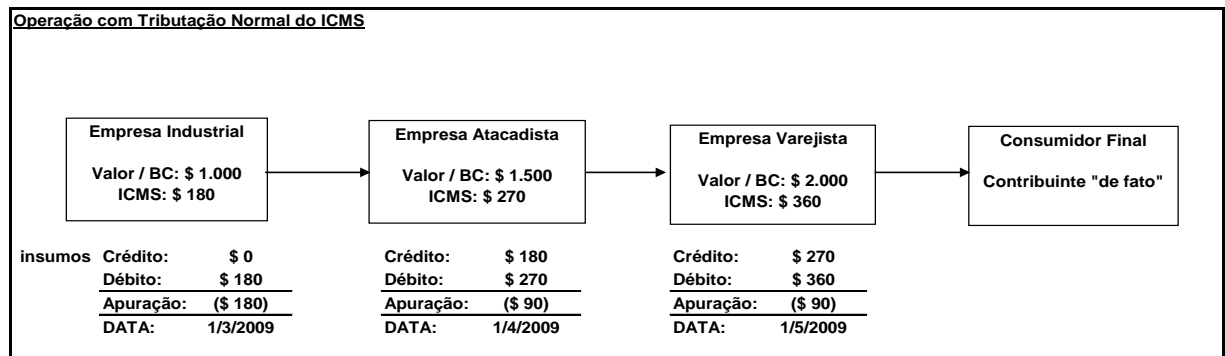 Operação com Tributação Normal do ICMS
Empresa Industrial
Valor / BC: $ 1.000
ICMS: $ 180
Empresa Atacadista
Valor / BC: $ 1.500
ICMS: $ 270
Empresa Varejista
Valor / BC: $ 2.000
ICMS: $ 360
Consumidor Final
Contribuinte "de fato"
insumos Crédito: $ 0
Débito: $ 180
Apuração: ($ 180)
DATA: 1/3/2009
Crédito: $ 180
Débito: $ 270
Apuração: ($ 90)
DATA: 1/4/2009
Crédito: $ 270
Débito: $ 360
Apuração: ($ 90)
DATA: 1/5/2009